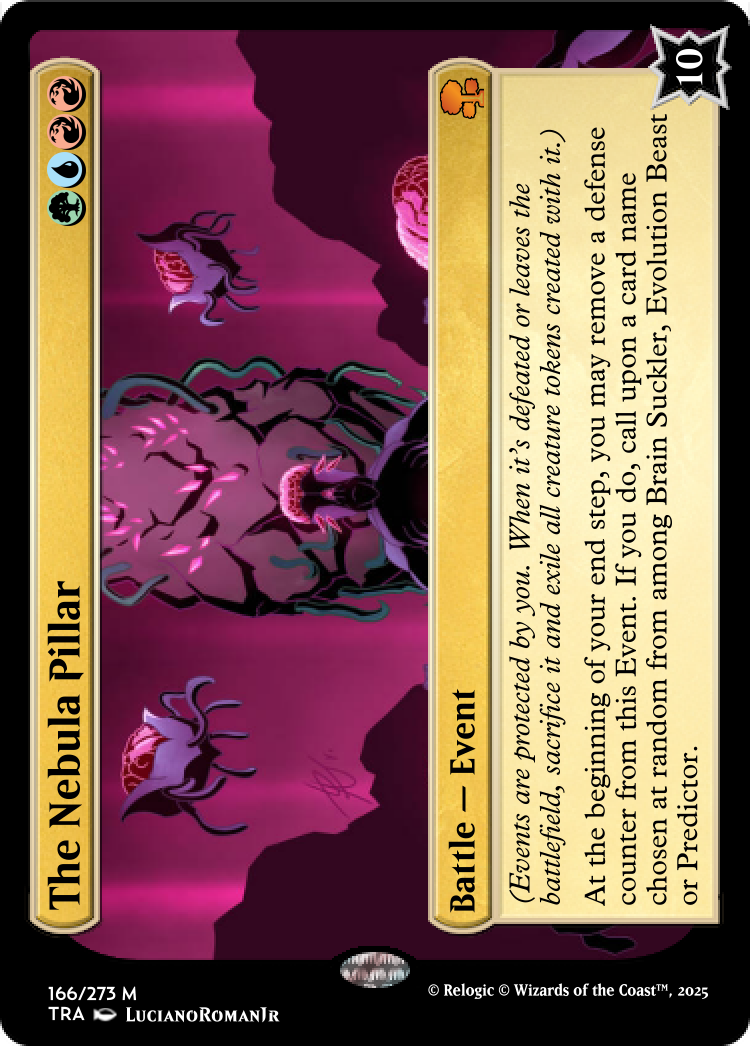 The Nebula Pillar
Battle — Event
10
(Events are protected by you. When it's defeated or leaves the
battlefield, sacrifice it and exile all creature tokens created with it.)
At the beginning of your end step, you may remove a defense
counter from this Event. If you do, call upon a card name
chosen at random from among Brain Suckler, Evolution Beast
or Predictor.
166/273 M
TRA LucianoRomanJr
© Relogic © Wizards of the Coast™, 2025